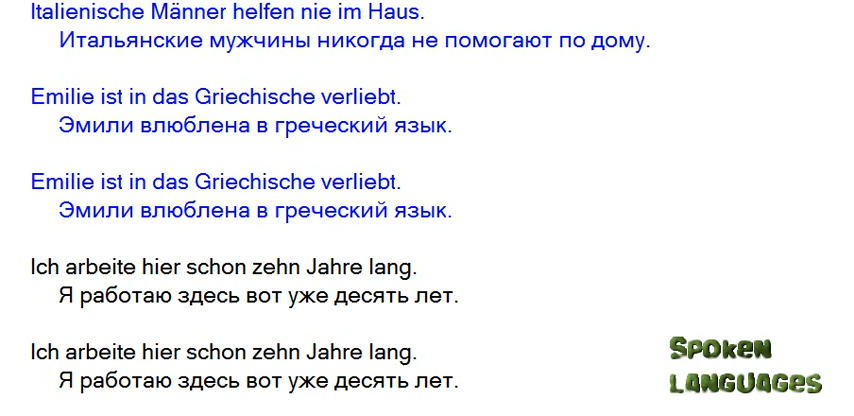 Italienische Männer helfen nie im Haus.
Итальянские мужчины никогда не помогают по дому.
Emilie ist in das Griechische verliebt.
Эмили влюблена в греческий язык.
Emilie ist in das Griechische verliebt.
Эмили влюблена в греческий язык.
Ich arbeite hier schon zehn Jahre lang.
Я работаю здесь вот уже десять лет.
Ich arbeite hier schon zehn Jahre lang.
Я работаю здесь вот уже десять лет.
Spoken
Languages